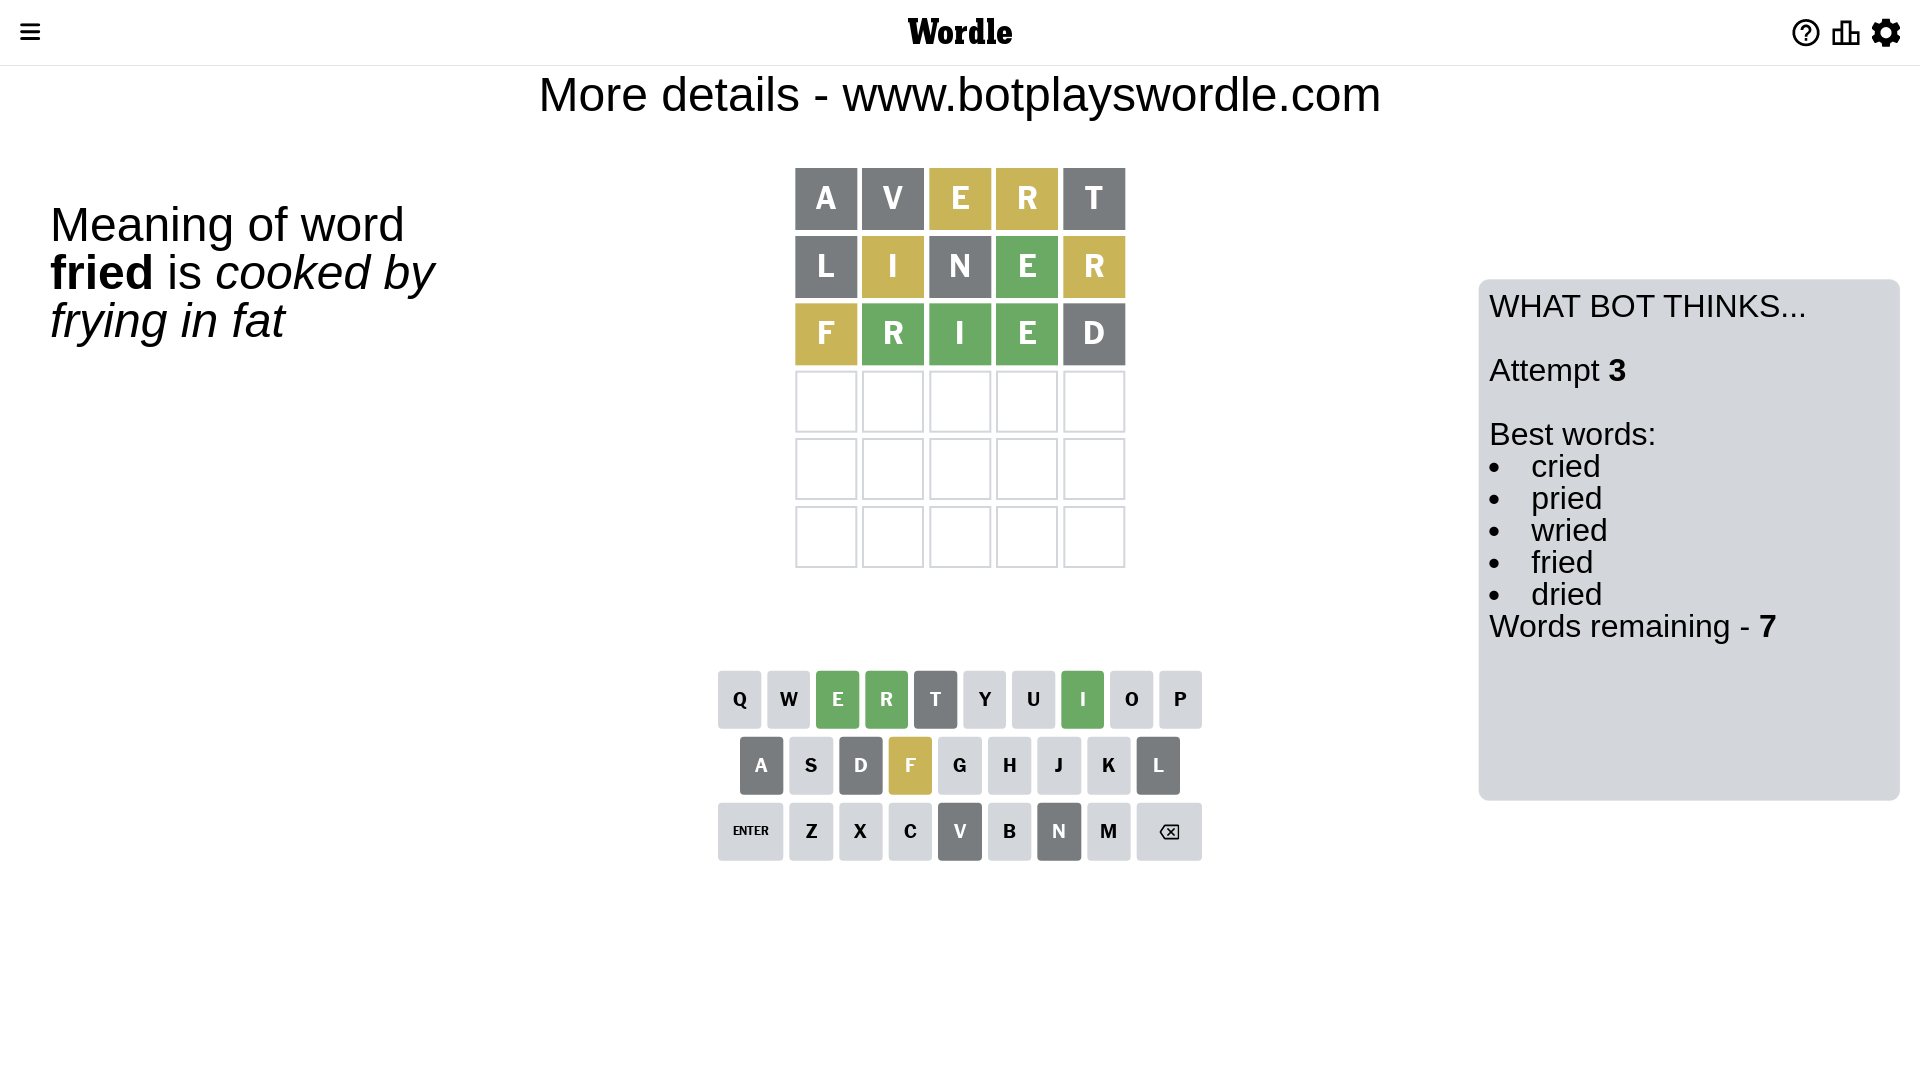 Wordle
More details - www.botplayswordle.com
Meaning of word
fried is cooked by
frying in fat
A V E R T
L I N E R
F R I E D
WHAT BOT THINKS...
Attempt 3
Best words:
• cried
• pried
• wried
• fried
• dried
Words remaining - 7
Q W E R T Y U I O P
A S D F G H J K L
ENTER Z X C V B N M